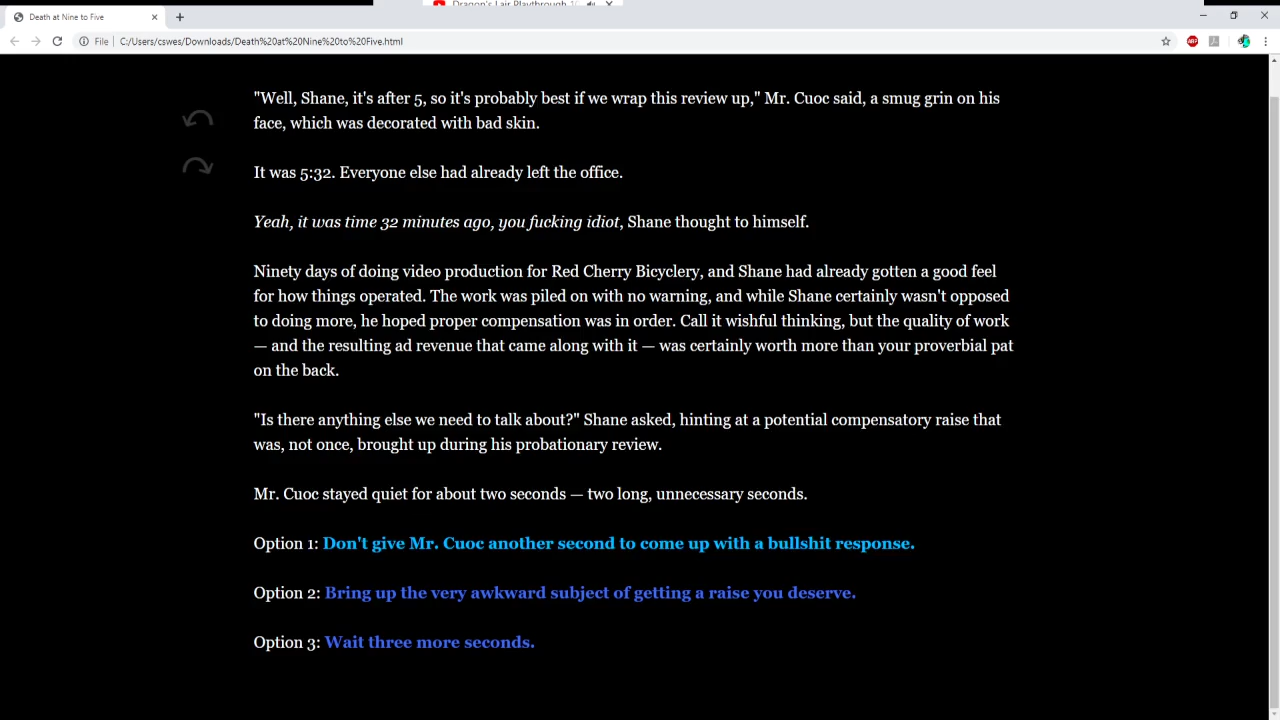 Dragon's Lair Playthrough
Death at Nine to Five
File
C:/Users/cswes/Downloads/Death%20at%20Nine%20to%20Five.html
ABP
"Well, Shane, it's after 5, so it's probably best if we wrap this review up," Mr. Cuoc said, a smug grin on his
face, which was decorated with bad skin.
It was 5:32. Everyone else had already left the office.
Yeah, it was time 32 minutes ago, you fucking idiot, Shane thought to himself.
Ninety days of doing video production for Red Cherry Bicyclery, and Shane had already gotten a good feel
for how things operated. The work was piled on with no warning, and while Shane certainly wasn't opposed
to doing more, he hoped proper compensation was in order. Call it wishful thinking, but the quality of work
— and the resulting ad revenue that came along with it — was certainly worth more than your proverbial pat
on the back.
"Is there anything else we need to talk about?" Shane asked, hinting at a potential compensatory raise that
was, not once, brought up during his probationary review.
Mr. Cuoc stayed quiet for about two seconds — two long, unnecessary seconds.
Option 1: Don't give Mr. Cuoc another second to come up with a bullshit response.
Option 2: Bring up the very awkward subject of getting a raise you deserve.
Option 3: Wait three more seconds.